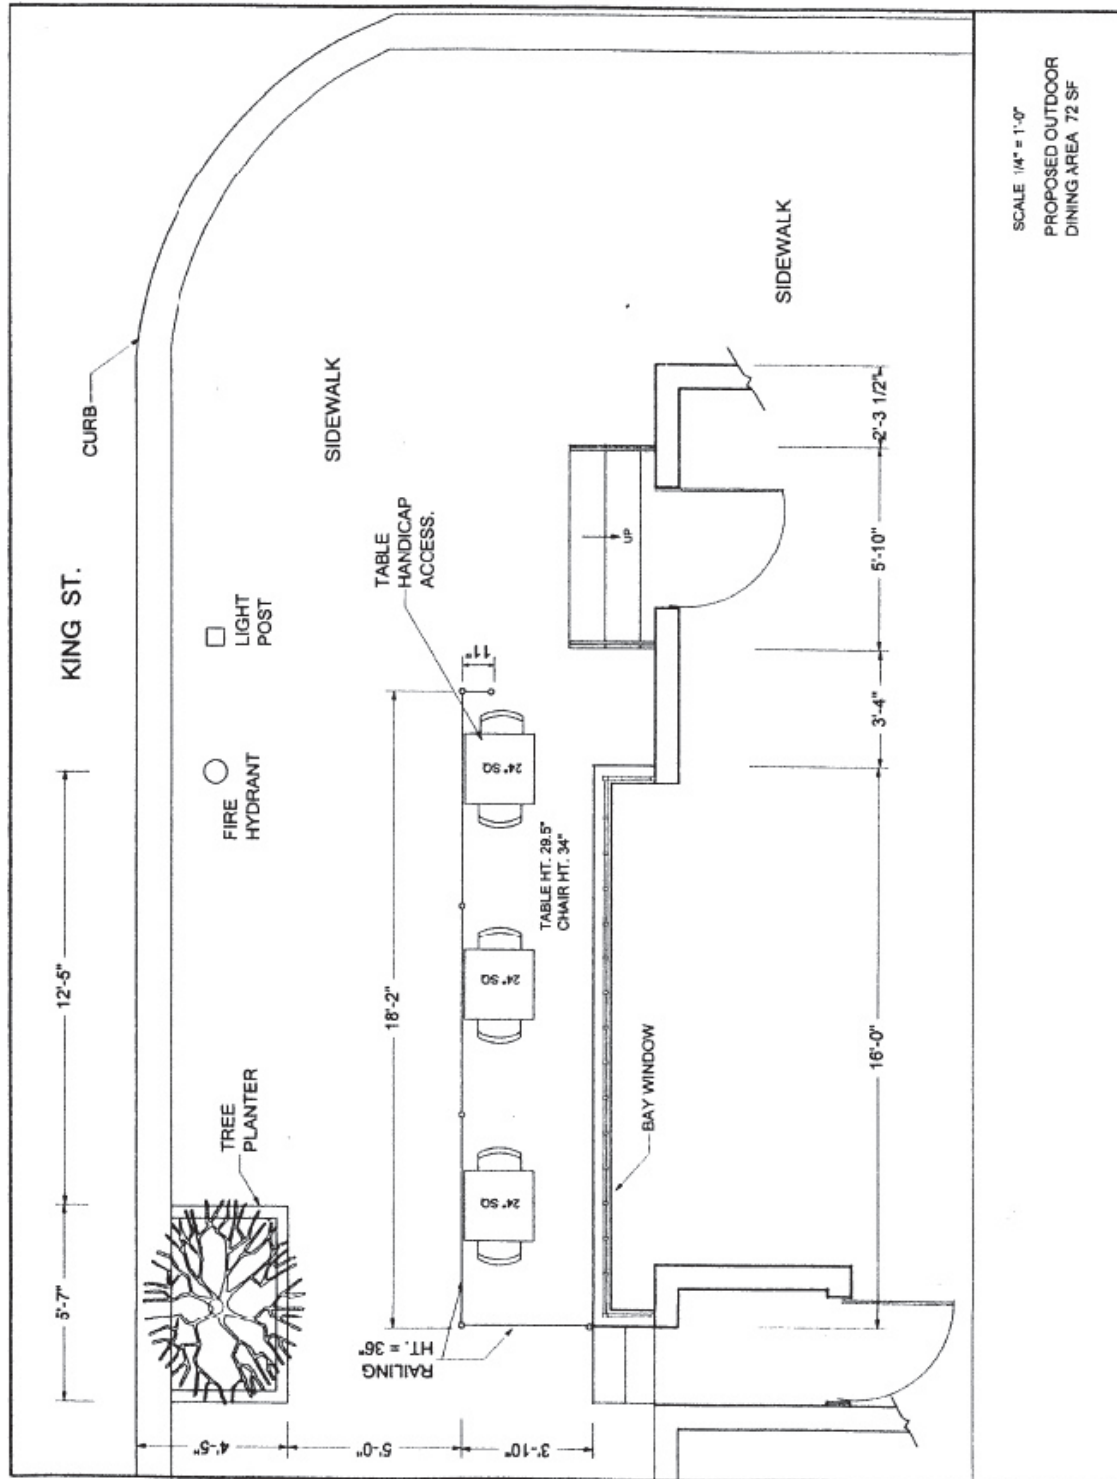 KING ST.
CURB
5'-7"
12'-5"
TREE
PLANTER
FIRE
HYDRANT
LIGHT
POST
SIDEWALK
4'-5"
5'-0"
3'-10"
18'-2"
11"
RAILING
HT. = 36"
TABLE
HANDICAP
ACCESS.
24" SQ
24" SQ
24" SQ
TABLE HT. 29.5"
CHAIR HT. 34"
BAY WINDOW
UP
SIDEWALK
16'-0"
3'-4"
5'-10"
2'-3 1/2"
SCALE 1/4" = 1'-0"
PROPOSED OUTDOOR
DINING AREA 72 SF